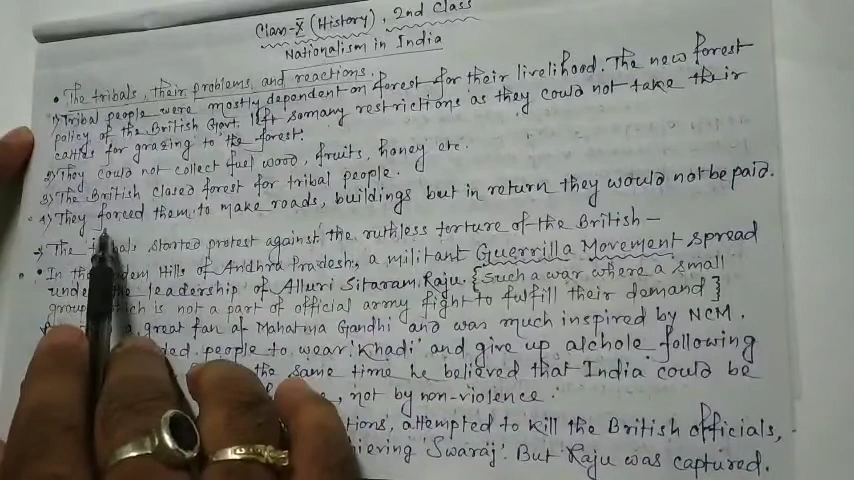 Class-X (History), 2nd Class
Nationalism in India
• The tribals, their problems and reactions.
1) Tribal people were mostly dependent on forest for their livelihood. The new forest
policy of the British Govt. left somany restrictions as they could not take their
cattles for grazing to the forest.
2) They could not collect fuel wood, fruits, honey etc.
3) The British closed forest for tribal people.
4) They forced them to make roads, buildings but in return they would not be paid.
→ The started protest against the ruthless torture of the British —
• In the Hills of Andhra Pradesh, a militant Guerrilla Movement spread
under the leadership of Alluri Sitaram Raju. {Such a war where a small
group which is not a part of official army fight to fulfill their demand}
a great fan of Mahatma Gandhi and was much inspired by NCM.
people to wear 'Khadi' and give up alchole following
the same time he believed that India could be
, not by non-violence.
attempted to kill the British officials,
'Swaraj'. But Raju was captured.